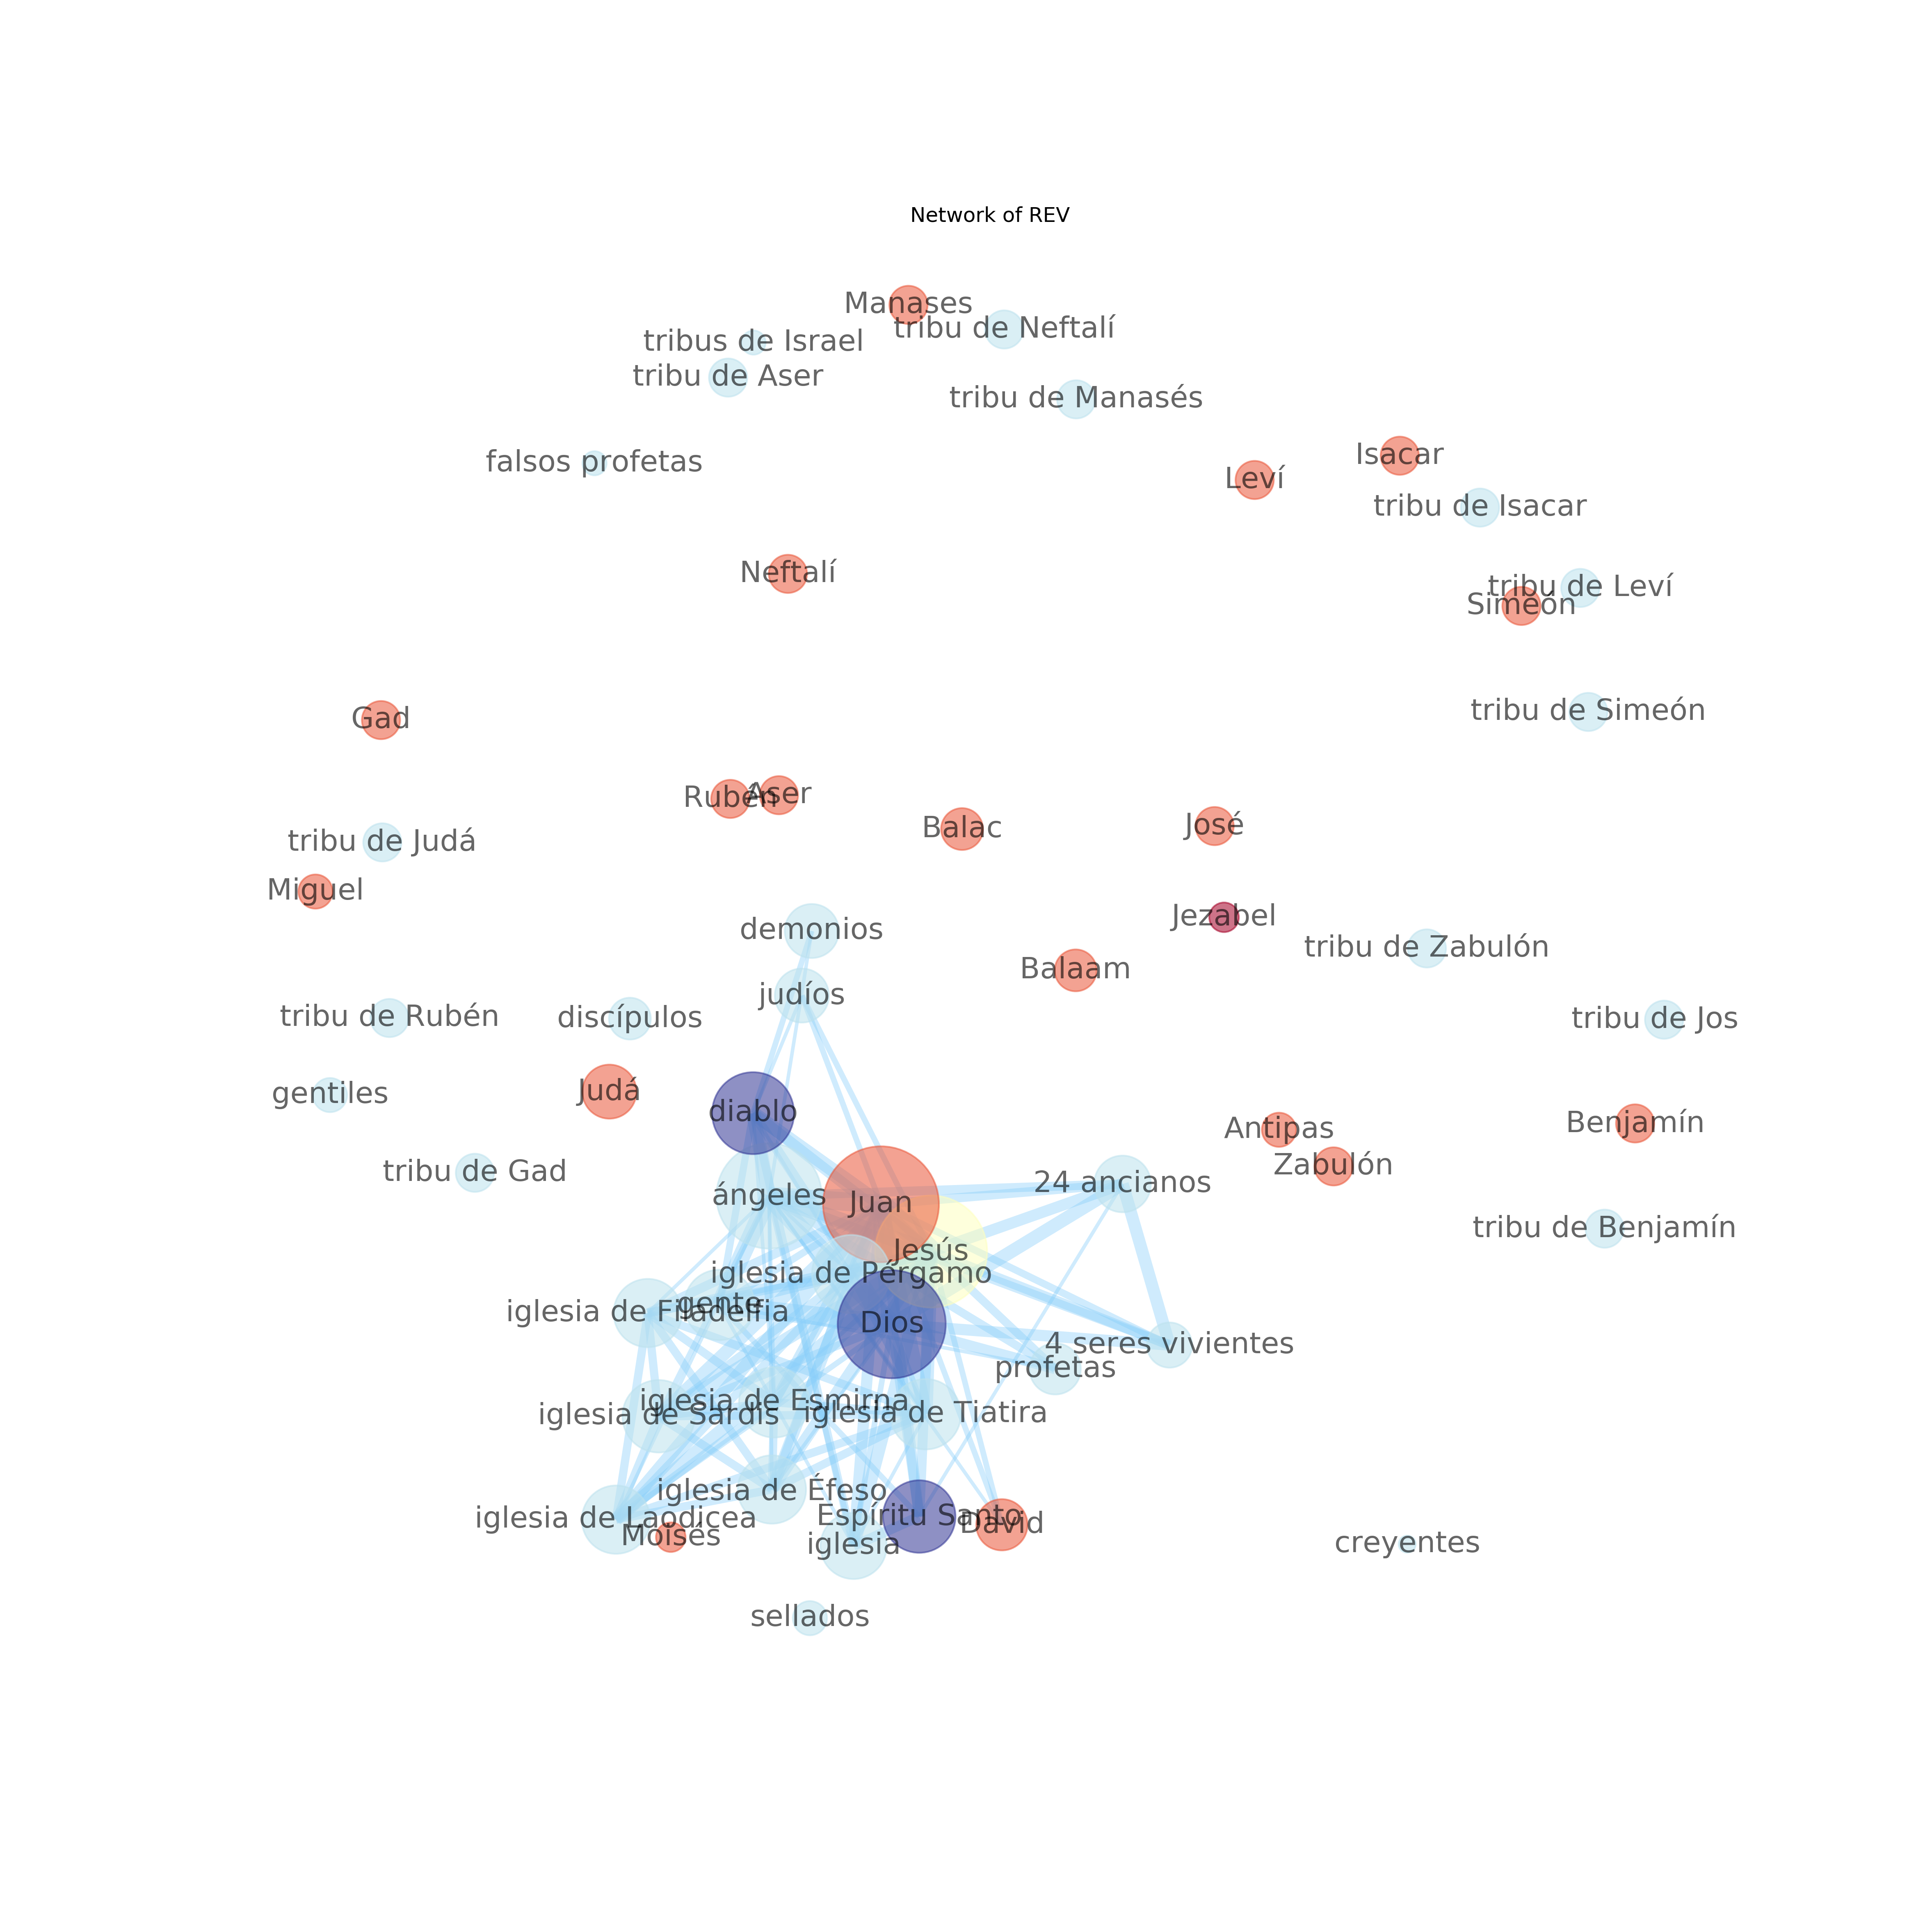 Network of REV
Manases
tribu de Neftalí
tribus de Israel
tribu de Aser
tribu de Manasés
falsos profetas
Isacar
Leví
tribu de Isacar
Neftalí
tribu de Leví
Simeón
tribu de Simeón
Gad
Rubén
Aser
Balac
José
tribu de Judá
Miguel
Jezabel
demonios
tribu de Zabulón
Balaam
judíos
tribu de Rubén
discípulos
tribu de Jos
gentiles
Judá
diablo
Antipas
Benjamín
Zabulón
tribu de Gad
24 ancianos
ángeles
Juan
tribu de Benjamín
Jesús
iglesia de Pérgamo
gente
iglesia de Filadelfia
Dios
4 seres vivientes
profetas
iglesia de Esmirna
iglesia de Sardis
iglesia de Tiatira
iglesia de Éfeso
iglesia de Laodicea
Espíritu Santo
David
Moisés
iglesia
creyentes
sellados